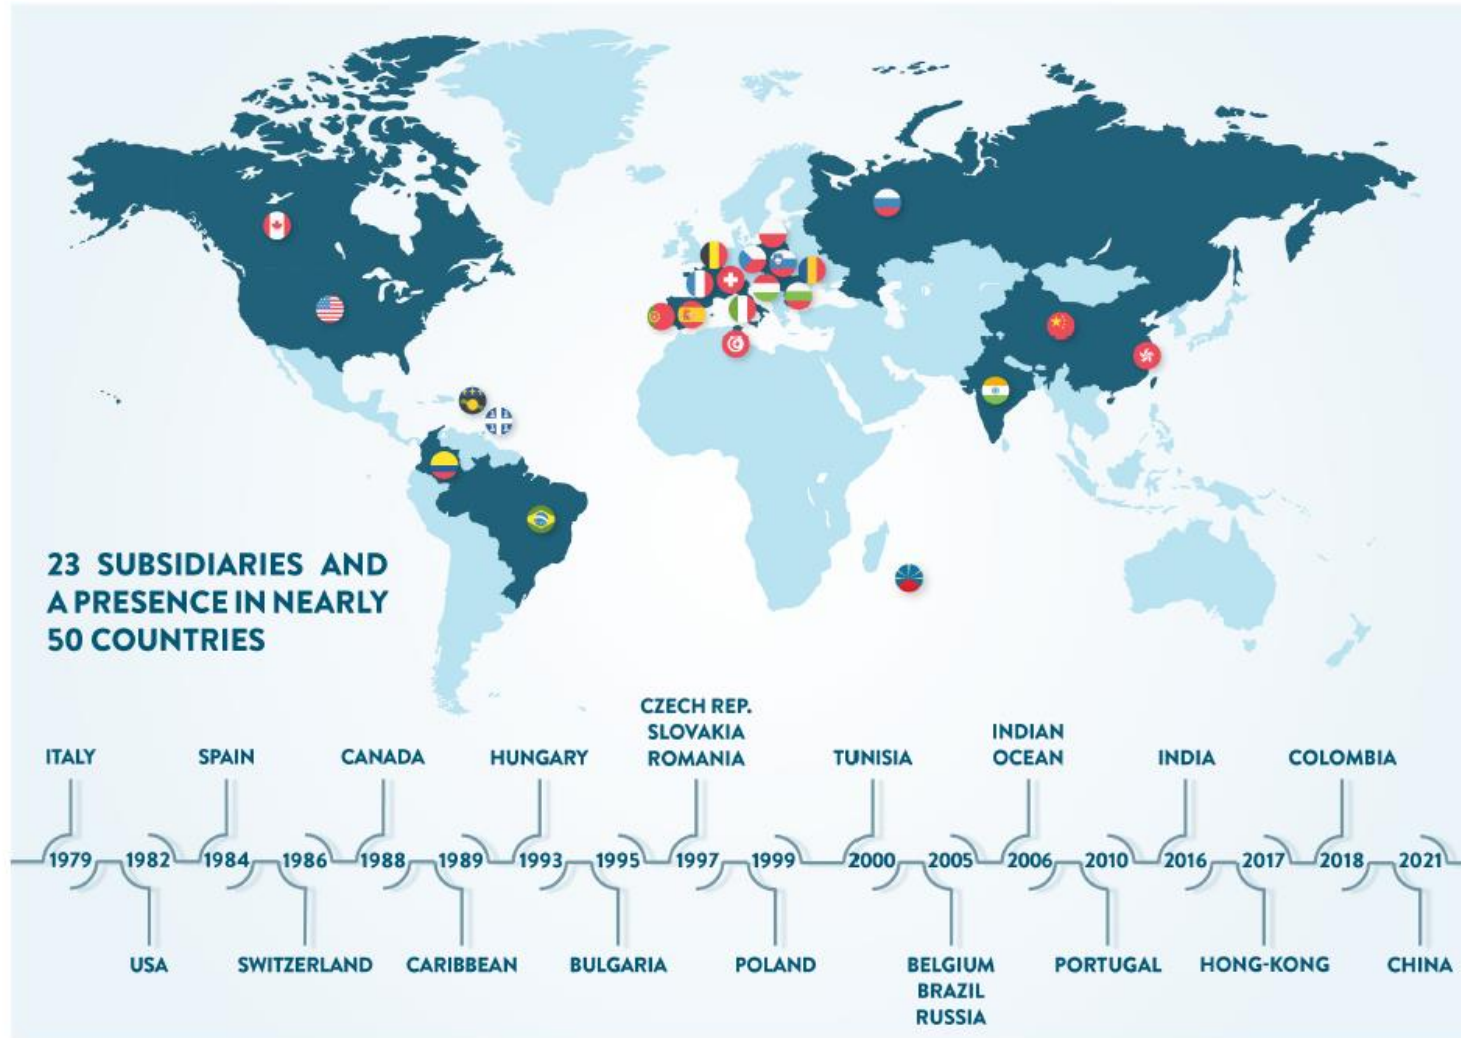 23 SUBSIDIARIES AND
A PRESENCE IN NEARLY
50 COUNTRIES
CZECH REP.
SLOVAKIA
ROMANIA
INDIAN
OCEAN
ITALY SPAIN CANADA HUNGARY TUNISIA INDIA COLOMBIA
1979 1982 1984 1986 1988 1989 1993 1995 1997 1999 2000 2005 2006 2010 2016 2017 2018 2021
USA SWITZERLAND CARIBBEAN BULGARIA POLAND BELGIUM PORTUGAL HONG-KONG CHINA
BRAZIL
RUSSIA